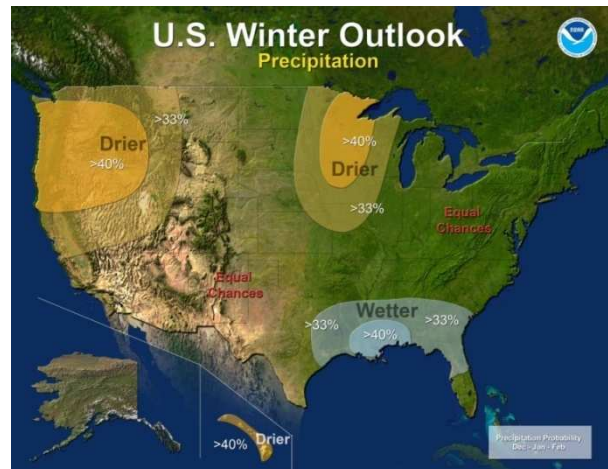 U.S. Winter Outlook
Precipitation
NOAA
>33%
Drier
>40%
>40%
Drier
>33%
Equal
Chances
Equal
Chances
Wetter
>33%
>33%
>40%
>40%
Drier
Precipitation Probability
Dec - Jan - Feb